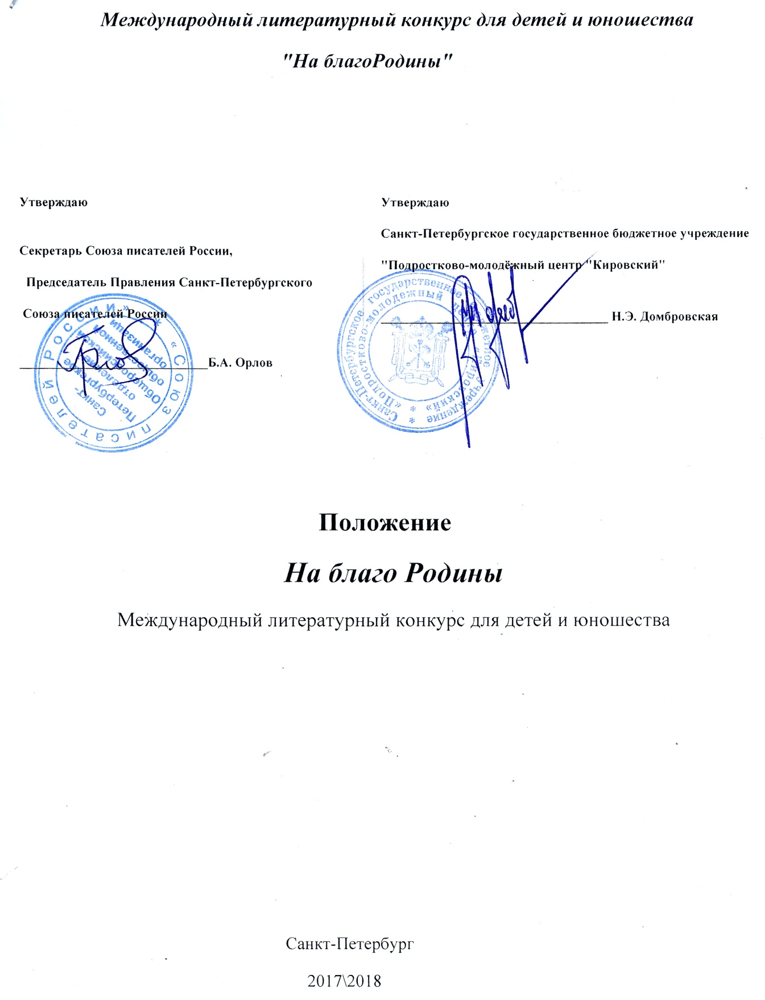 Международный литературный конкурс для детей и юношества
"На благоРодины"
Утверждаю
Секретарь Союза писателей России,
Председатель Правления Санкт-Петербургского
Союза писателей России
Б.А. Орлов
Утверждаю
Санкт-Петербургское государственное бюджетное учреждение
"Подростково-молодёжный центр "Кировский"
Н.Э. Домбровская
«Союз писателей России» *
Санкт-
Петербургское
отделение
Общероссийской
общественной
организации
Санкт-Петербургское государственное бюджетное учреждение *
«Подростково-молодежный центр «Кировский» *
Положение
На благо Родины
Международный литературный конкурс для детей и юношества
Санкт-Петербург
2017\2018